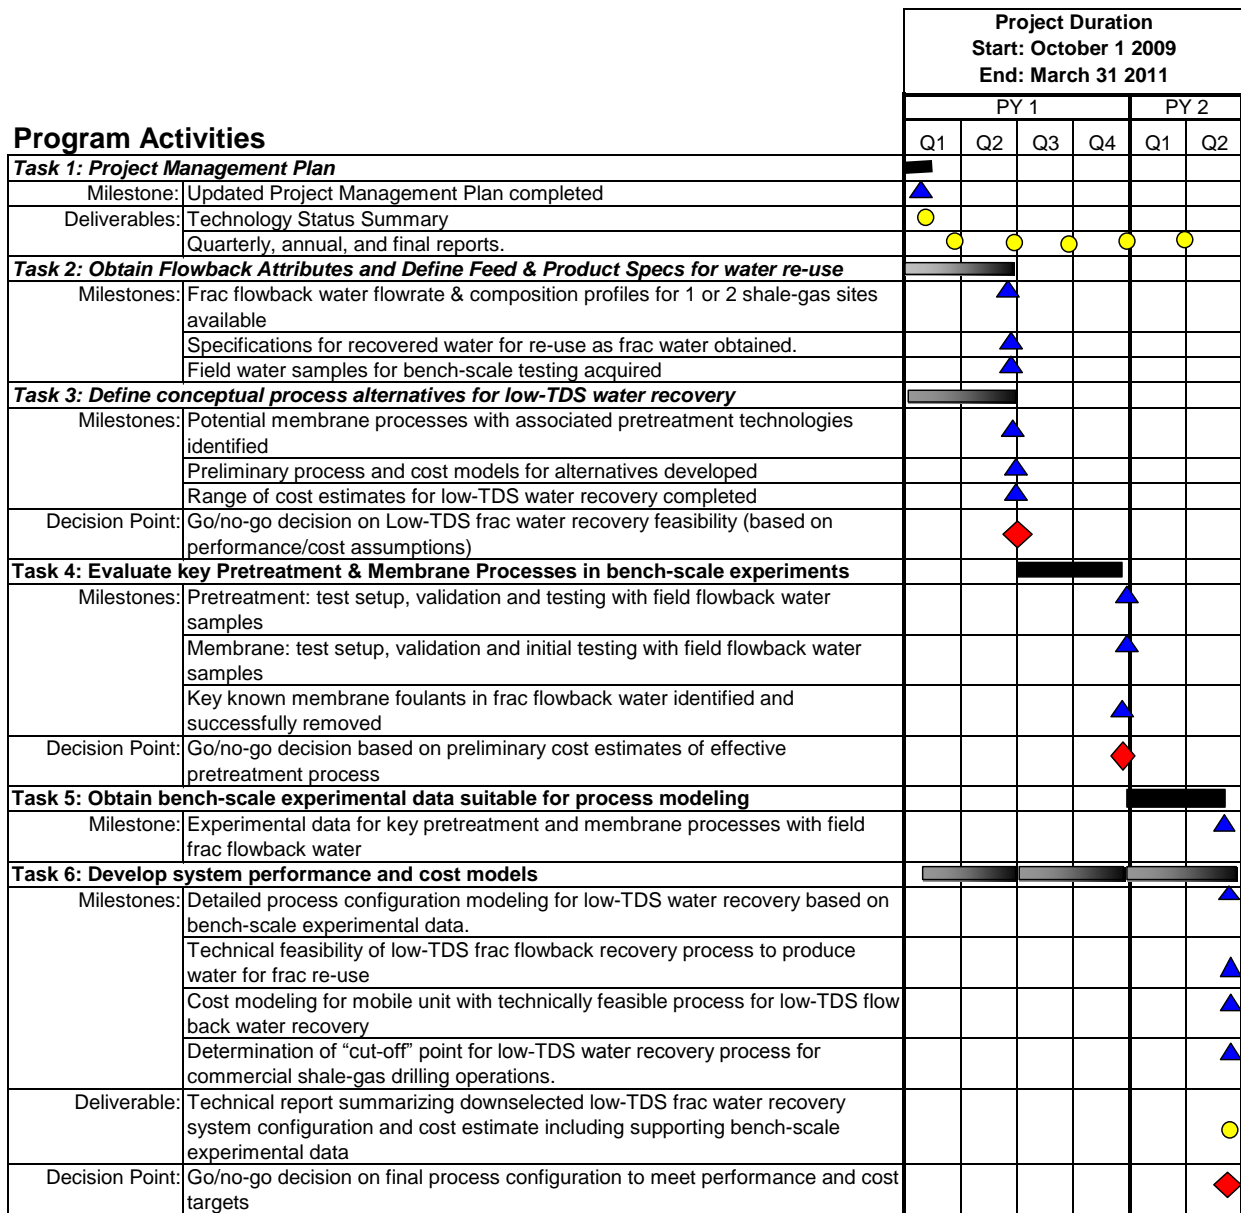 Project Duration
Start: October 1 2009
End: March 31 2011
PY 1 PY 2
Program Activities Q1 Q2 Q3 Q4 Q1 Q2
Task 1: Project Management Plan
Milestone: Updated Project Management Plan completed
Deliverables: Technology Status Summary
Quarterly, annual, and final reports.
Task 2: Obtain Flowback Attributes and Define Feed & Product Specs for water re-use
Milestones: Frac flowback water flowrate & composition profiles for 1 or 2 shale-gas sites
available
Specifications for recovered water for re-use as frac water obtained.
Field water samples for bench-scale testing acquired
Task 3: Define conceptual process alternatives for low-TDS water recovery
Milestones: Potential membrane processes with associated pretreatment technologies
identified
Preliminary process and cost models for alternatives developed
Range of cost estimates for low-TDS water recovery completed
Decision Point: Go/no-go decision on Low-TDS frac water recovery feasibility (based on
performance/cost assumptions)
Task 4: Evaluate key Pretreatment & Membrane Processes in bench-scale experiments
Milestones: Pretreatment: test setup, validation and testing with field flowback water
samples
Membrane: test setup, validation and initial testing with field flowback water
samples
Key known membrane foulants in frac flowback water identified and
successfully removed
Decision Point: Go/no-go decision based on preliminary cost estimates of effective
pretreatment process
Task 5: Obtain bench-scale experimental data suitable for process modeling
Milestone: Experimental data for key pretreatment and membrane processes with field
frac flowback water
Task 6: Develop system performance and cost models
Milestones: Detailed process configuration modeling for low-TDS water recovery based on
bench-scale experimental data.
Technical feasibility of low-TDS frac flowback recovery process to produce
water for frac re-use
Cost modeling for mobile unit with technically feasible process for low-TDS flow
back water recovery
Determination of “cut-off” point for low-TDS water recovery process for
commercial shale-gas drilling operations.
Deliverable: Technical report summarizing downselected low-TDS frac water recovery
system configuration and cost estimate including supporting bench-scale
experimental data
Decision Point: Go/no-go decision on final process configuration to meet performance and cost
targets